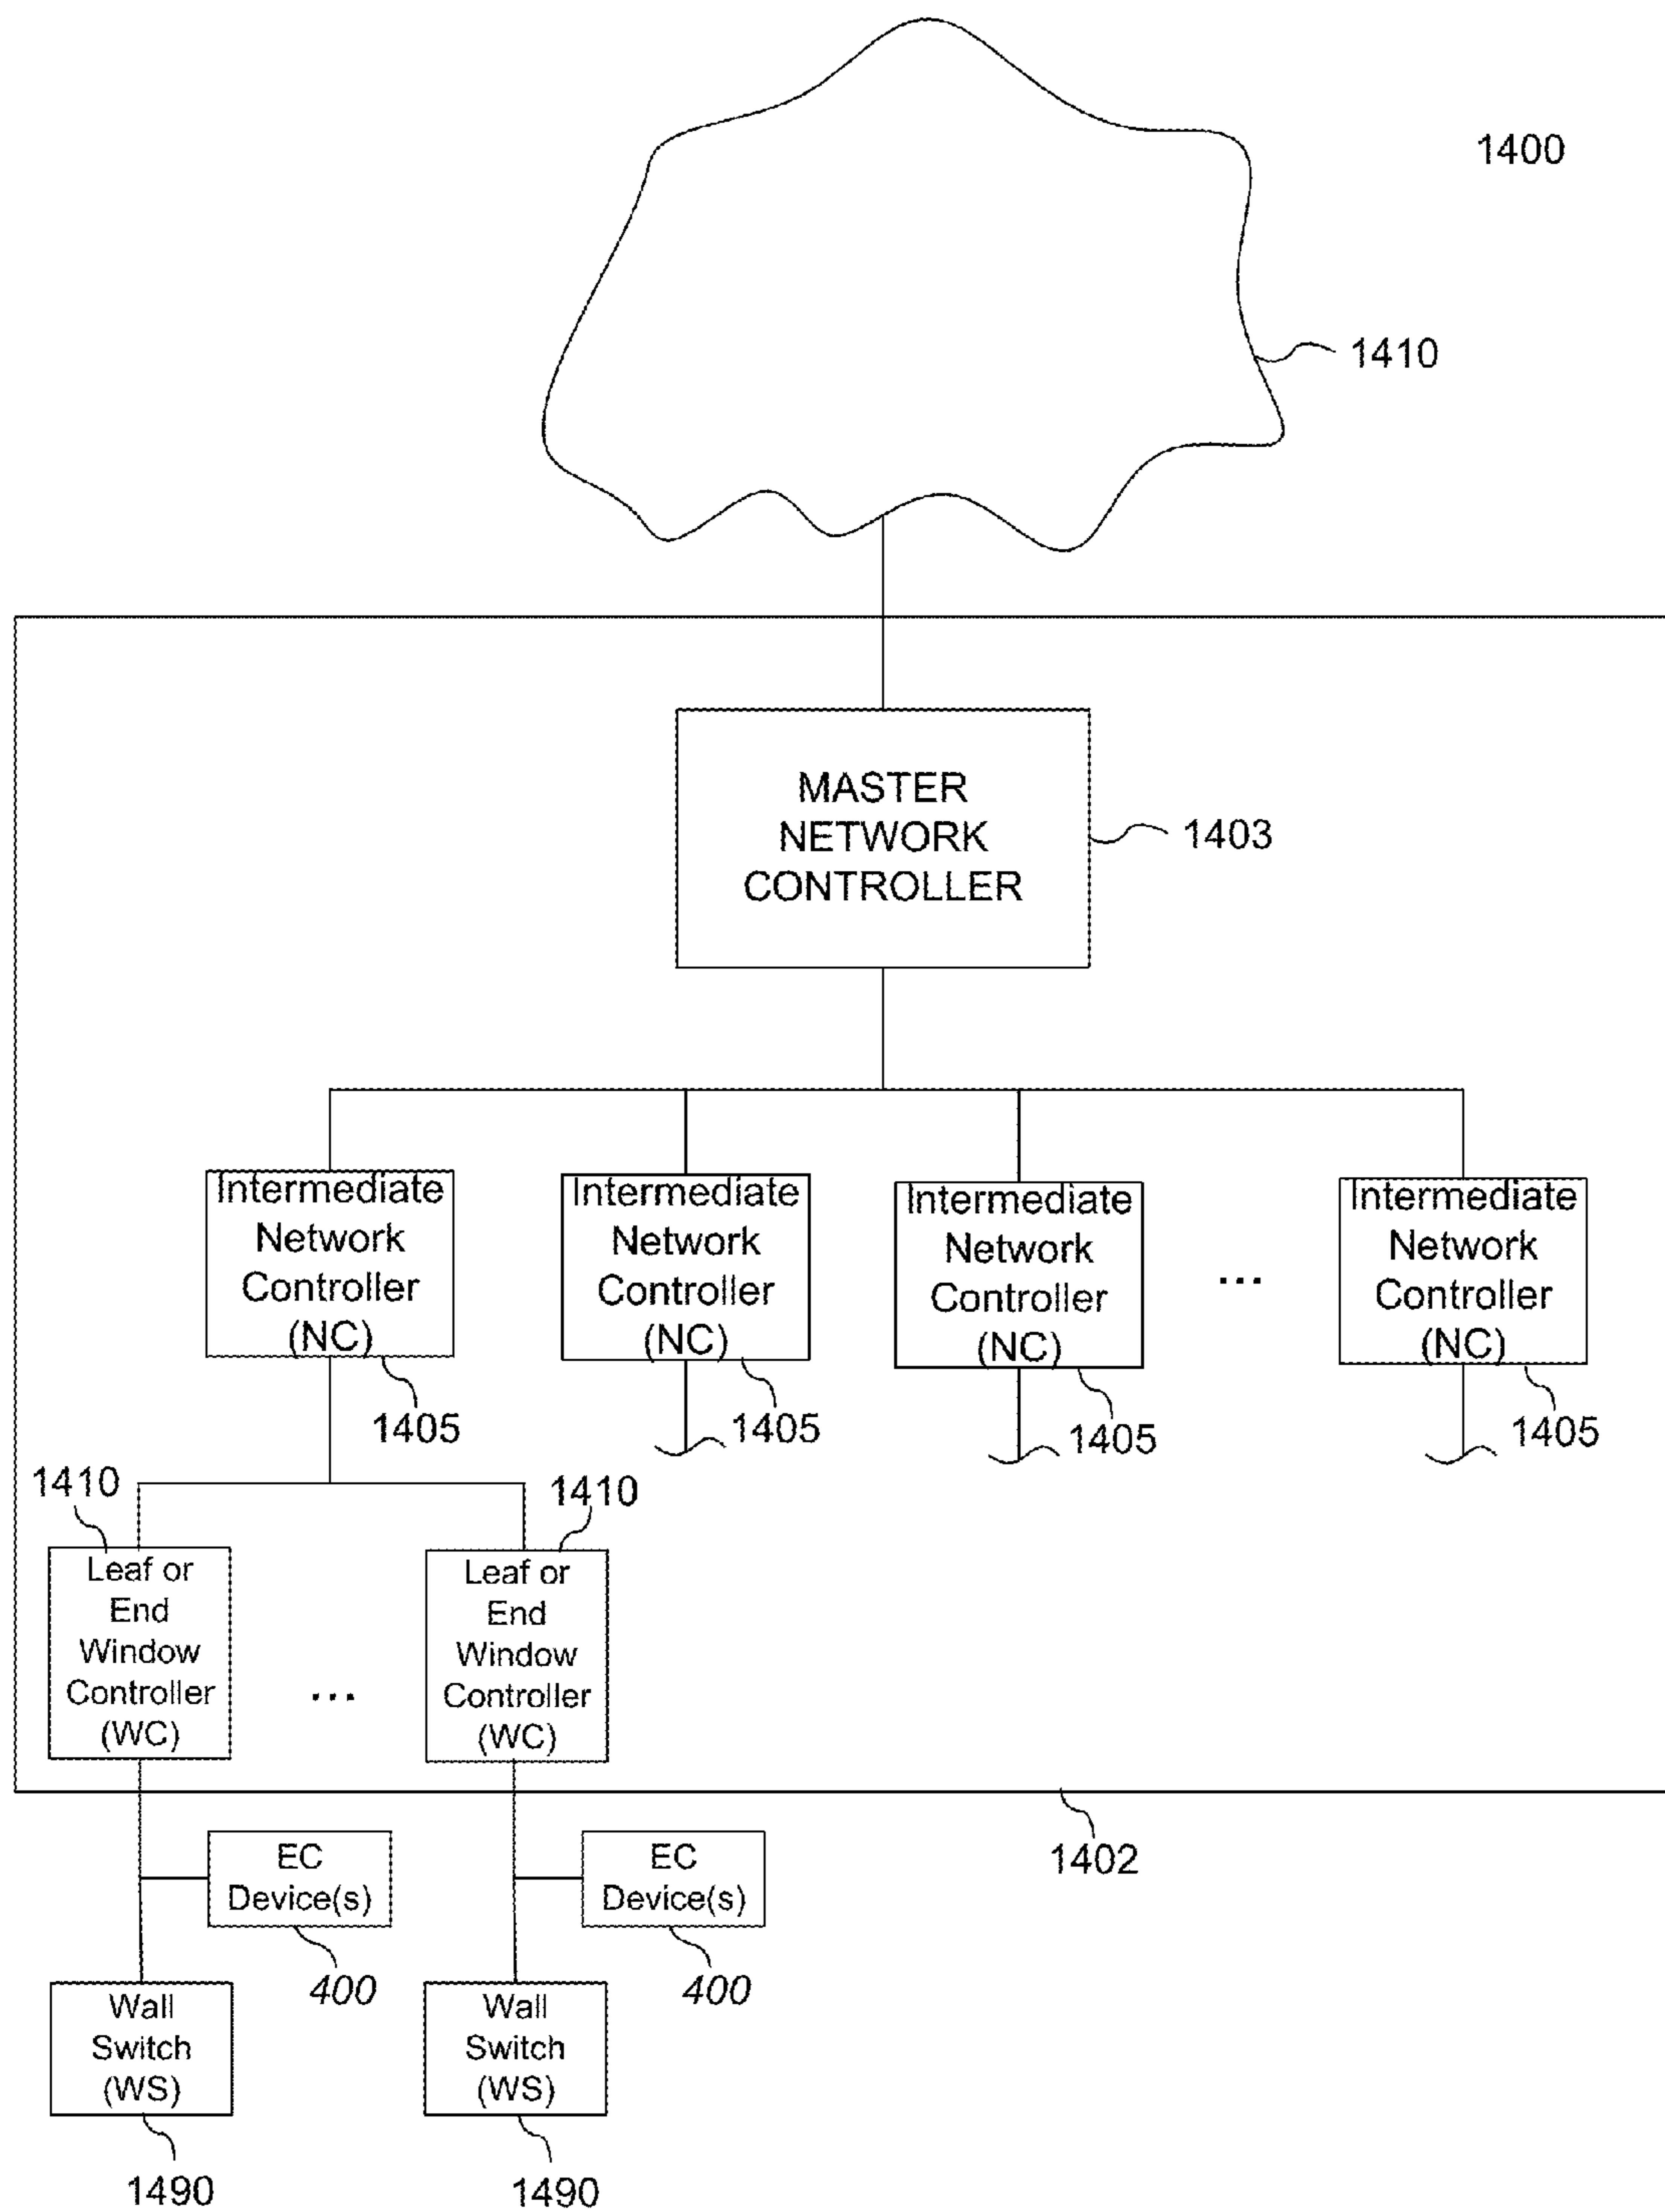 1400
1410
MASTER
NETWORK
CONTROLLER
1403
Intermediate
Network
Controller
(NC)
1405
Intermediate
Network
Controller
(NC)
1405
Intermediate
Network
Controller
(NC)
1405
...
Intermediate
Network
Controller
(NC)
1405
1410
Leaf or
End
Window
Controller
(WC)
...
1410
Leaf or
End
Window
Controller
(WC)
1402
EC
Device(s)
400
EC
Device(s)
400
Wall
Switch
(WS)
1490
Wall
Switch
(WS)
1490